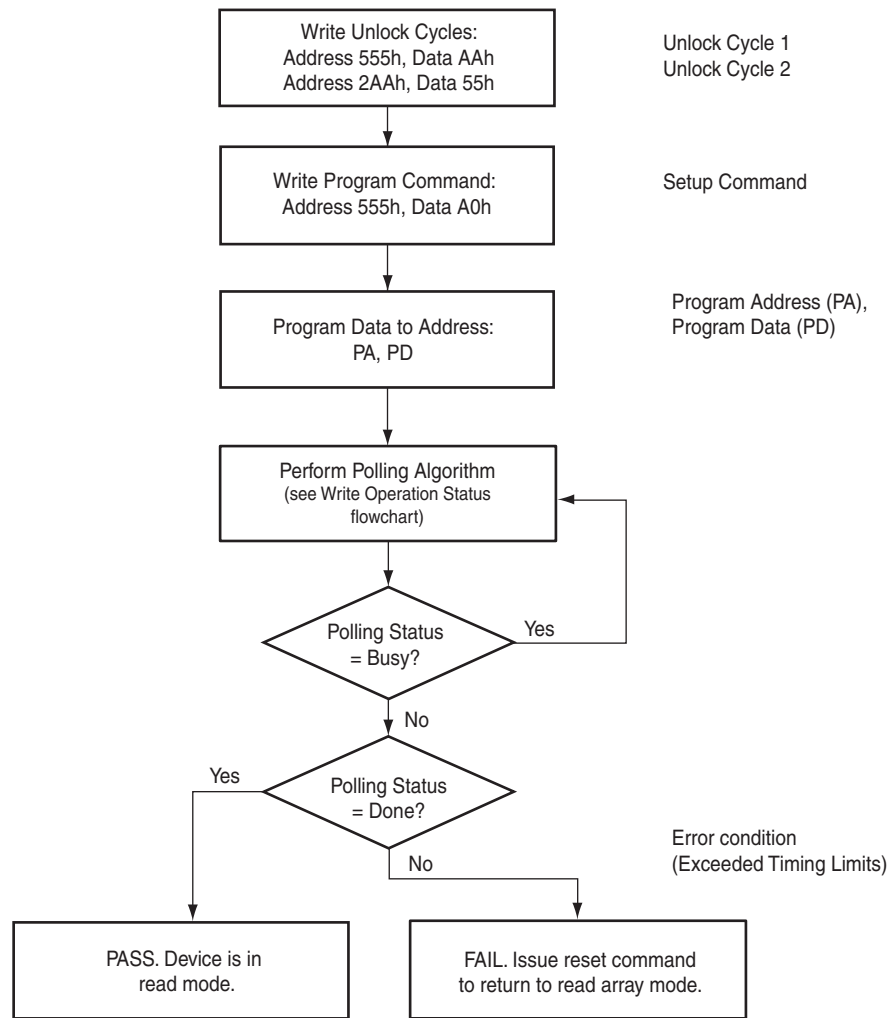 Write Unlock Cycles:
Address 555h, Data AAh
Address 2AAh, Data 55h
Unlock Cycle 1
Unlock Cycle 2
Write Program Command:
Address 555h, Data A0h
Setup Command
Program Data to Address:
PA, PD
Program Address (PA),
Program Data (PD)
Perform Polling Algorithm
(see Write Operation Status
flowchart)
Polling Status
= Busy?
Yes
No
Polling Status
= Done?
Yes
No
Error condition
(Exceeded Timing Limits)
PASS. Device is in
read mode.
FAIL. Issue reset command
to return to read array mode.